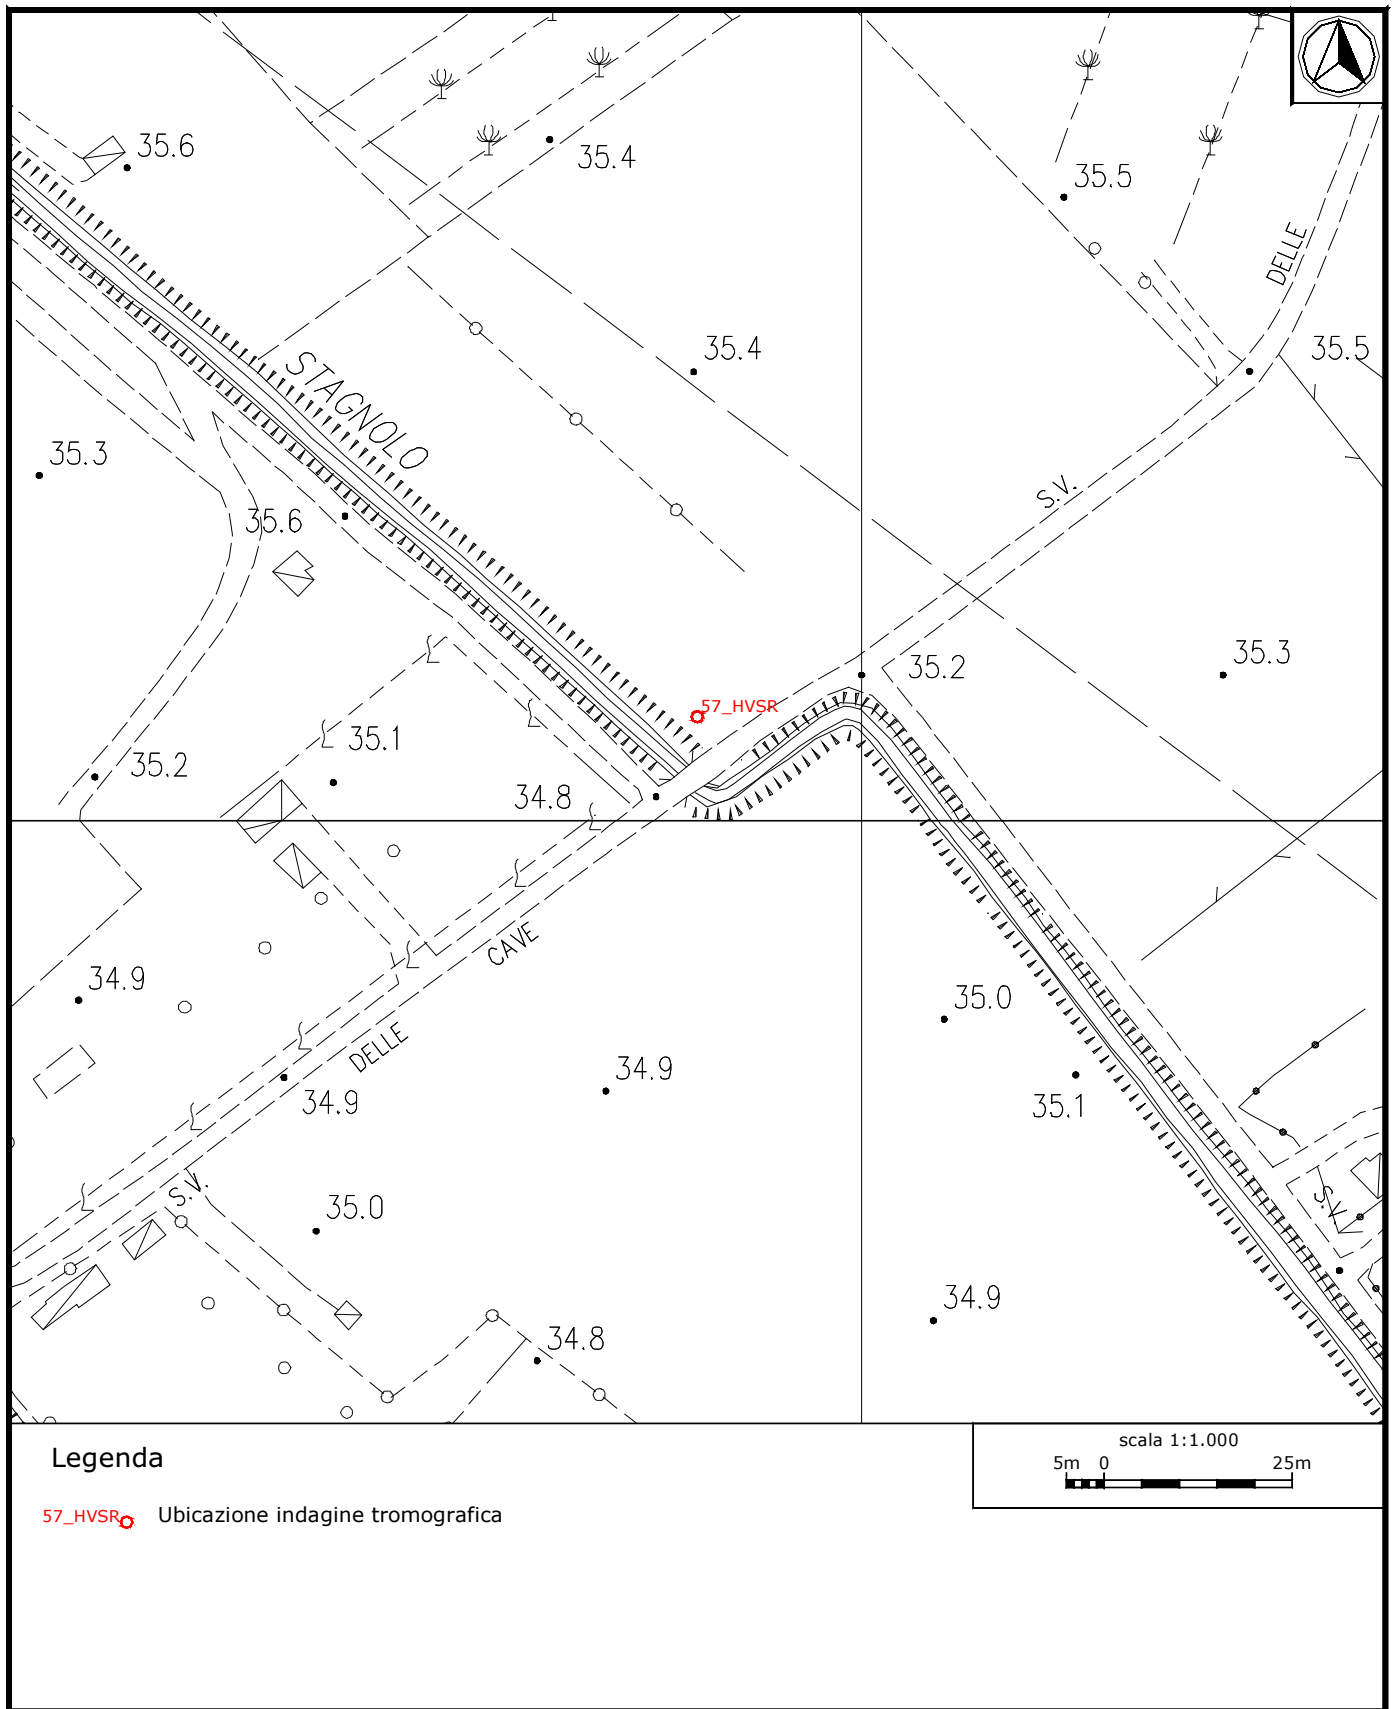 35.6
35.4
35.5
DELLE
35.4
35.5
STAGNOLO
35.3
S.V.
35.6
35.2
35.3
57_HVSR
35.1
35.2
34.8
CAVE
34.9
35.0
DELLE
34.9
34.9
35.1
S.V.
S.V.
35.0
34.9
34.8
Legenda
57_HVSR
Ubicazione indagine tromografica
scala 1:1.000
5m 0 25m